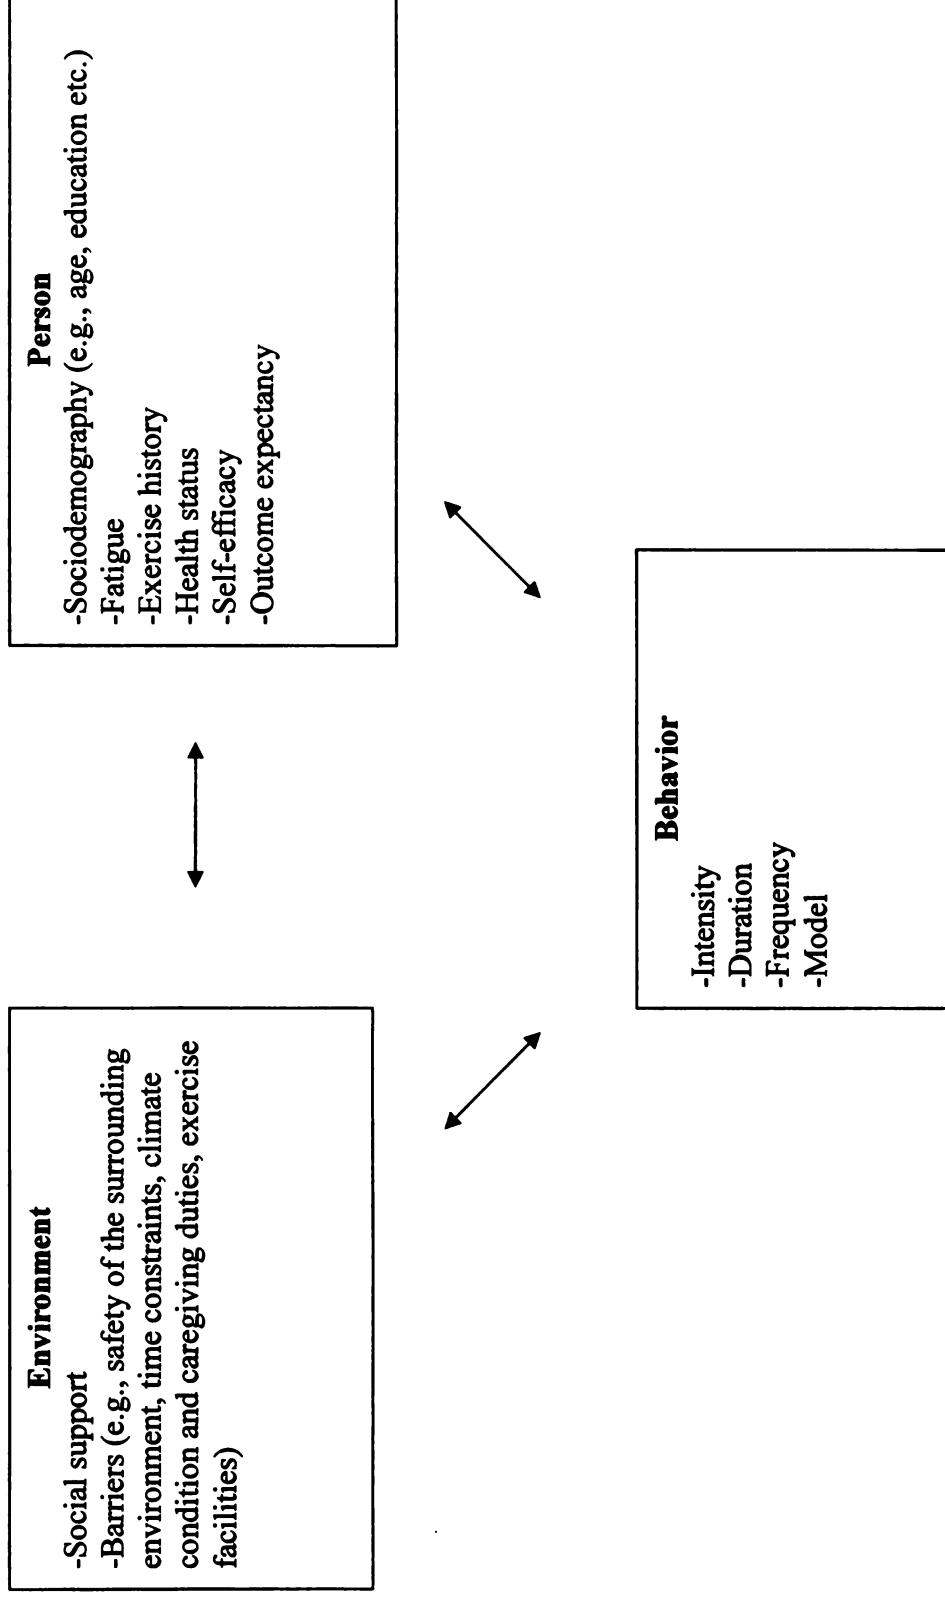 Environment
-Social support
-Barriers (e.g., safety of the surrounding
environment, time constraints, climate
condition and caregiving duties, exercise
facilities)
Person
-Sociodemography (e.g., age, education etc.)
-Fatigue
-Exercise history
-Health status
-Self-efficacy
-Outcome expectancy
Behavior
-Intensity
-Duration
-Frequency
-Model